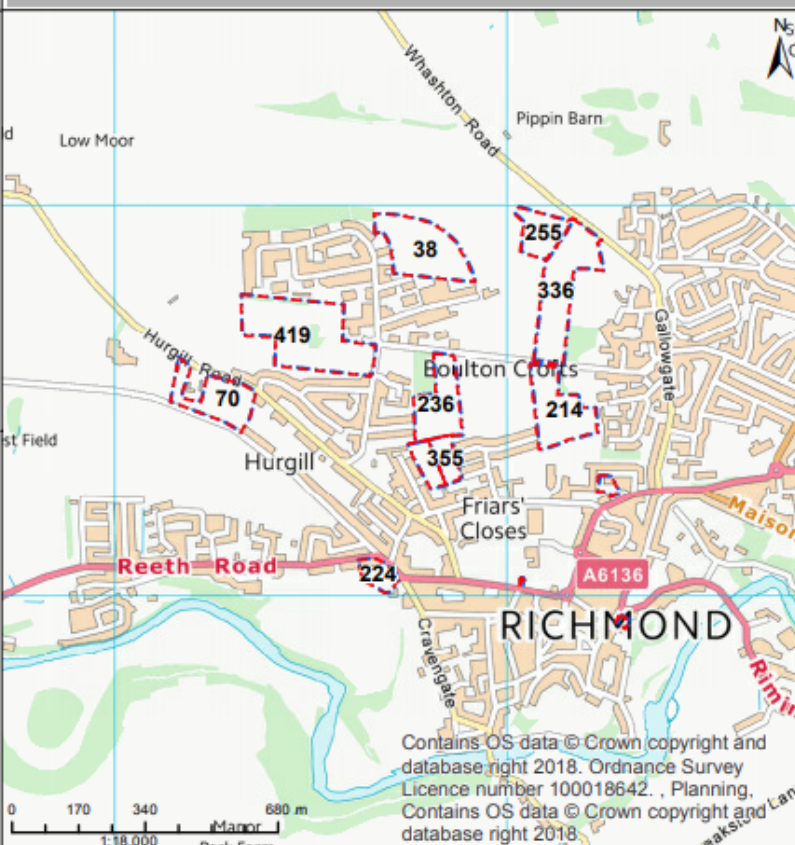 N
Whashton Road
Pippin Barn
Low Moor
255
38
336
419
Hurgill Road
Gallowgate
Boulton Crofts
70
236
214
st Field
355
Hurgill
Friars'
Closes
Maison
Reeth Road
224
A6136
RICHMOND
Cravengate
Contains OS data © Crown copyright and
database right 2018. Ordnance Survey
Licence number 100018642. , Planning,
Contains OS data © Crown copyright and
database right 2018
0 170 340 680 m
Manor
1:18,000